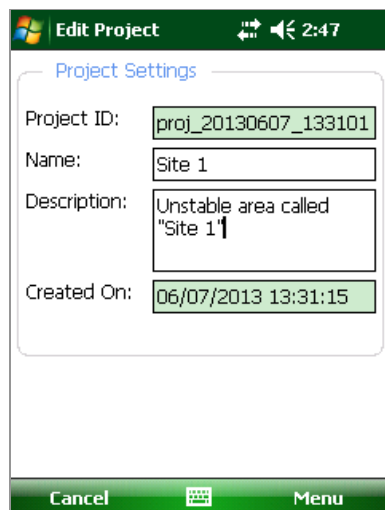 Edit Project 2:47
Project Settings
Project ID: proj_20130607_133101
Name: Site 1
Description: Unstable area called
"Site 1"
Created On: 06/07/2013 13:31:15
Cancel Menu